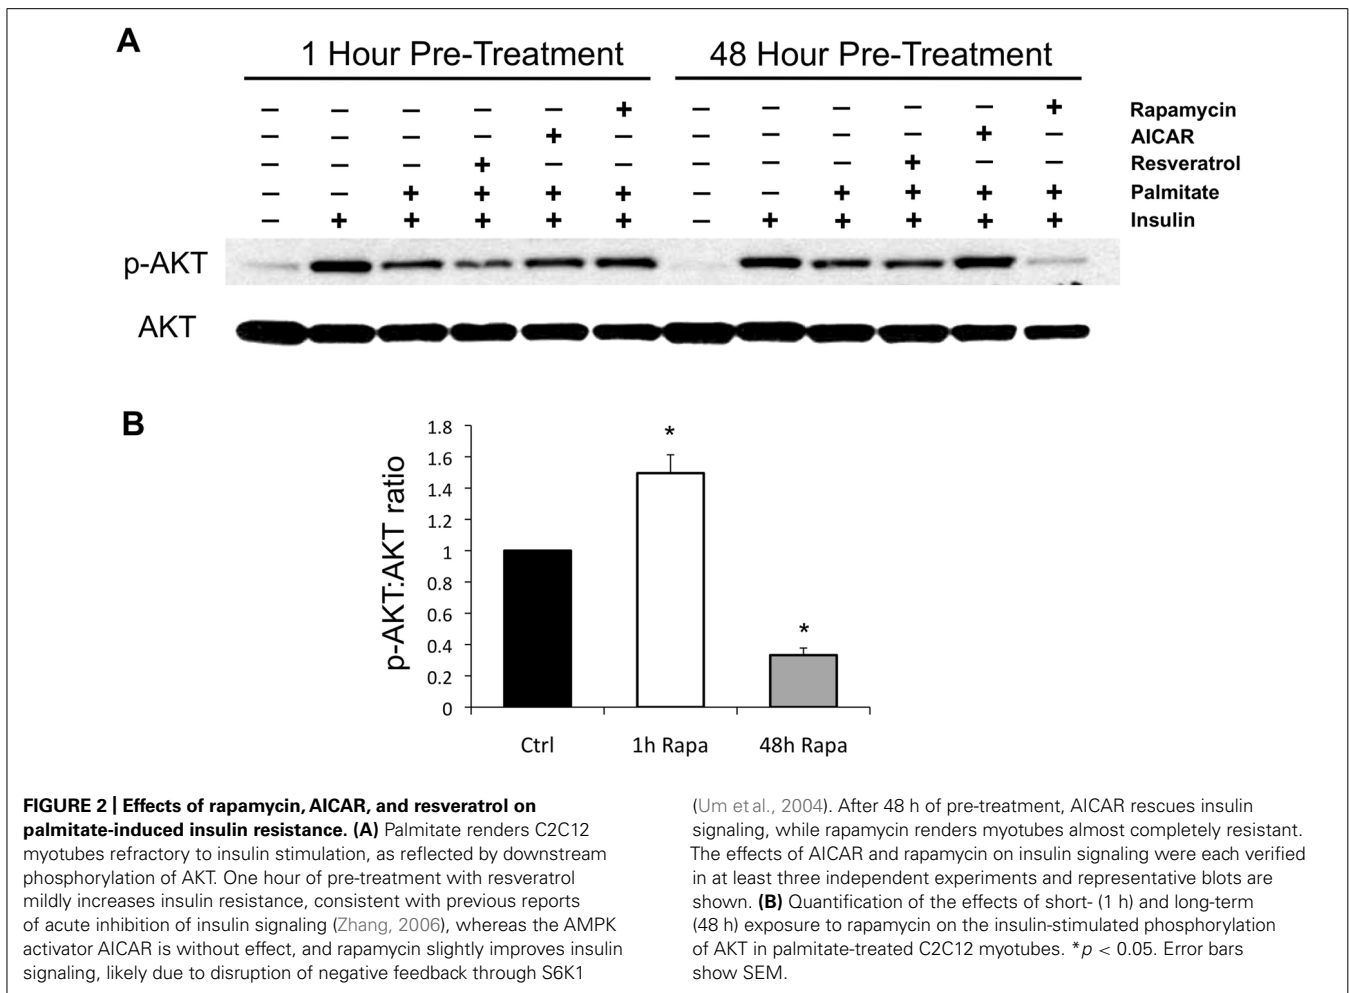 A
1 Hour Pre-Treatment 48 Hour Pre-Treatment
– – – – – + – – – – – + Rapamycin
– – – – + – – – – – + – AICAR
– – – + – – – – – + – – Resveratrol
– – + + + + – – + + + + Palmitate
– + + + + + – + + + + + Insulin
p-AKT
AKT
B
p-AKT:AKT ratio
1.8
1.6
1.4
1.2
1
0.8
0.6
0.4
0.2
0
*
*
Ctrl 1h Rapa 48h Rapa
FIGURE 2 | Effects of rapamycin, AICAR, and resveratrol on
palmitate-induced insulin resistance. (A) Palmitate renders C2C12
myotubes refractory to insulin stimulation, as reflected by downstream
phosphorylation of AKT. One hour of pre-treatment with resveratrol
mildly increases insulin resistance, consistent with previous reports
of acute inhibition of insulin signaling (Zhang, 2006), whereas the AMPK
activator AICAR is without effect, and rapamycin slightly improves insulin
signaling, likely due to disruption of negative feedback through S6K1
(Um et al., 2004). After 48 h of pre-treatment, AICAR rescues insulin
signaling, while rapamycin renders myotubes almost completely resistant.
The effects of AICAR and rapamycin on insulin signaling were each verified
in at least three independent experiments and representative blots are
shown. (B) Quantification of the effects of short- (1 h) and long-term
(48 h) exposure to rapamycin on the insulin-stimulated phosphorylation
of AKT in palmitate-treated C2C12 myotubes. *p < 0.05. Error bars
show SEM.